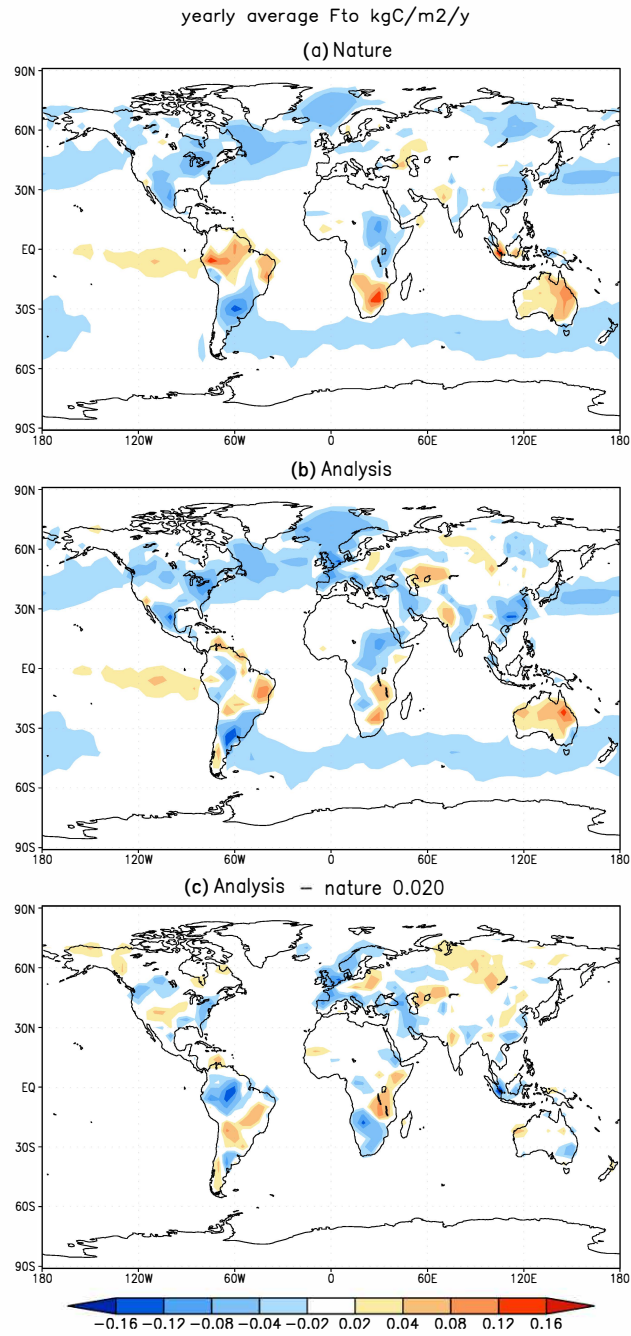 yearly average Fto kgC/m2/y
(a) Nature
90N
60N
30N
EQ
30S
60S
90S
180 120W 60W 0 60E 120E 180
(b) Analysis
90N
60N
30N
EQ
30S
60S
90S
180 120W 60W 0 60E 120E 180
(c) Analysis – nature 0.020
90N
60N
30N
EQ
30S
60S
90S
180 120W 60W 0 60E 120E 180
−0.16 −0.12 −0.08 −0.04 −0.02 0.02 0.04 0.08 0.12 0.16